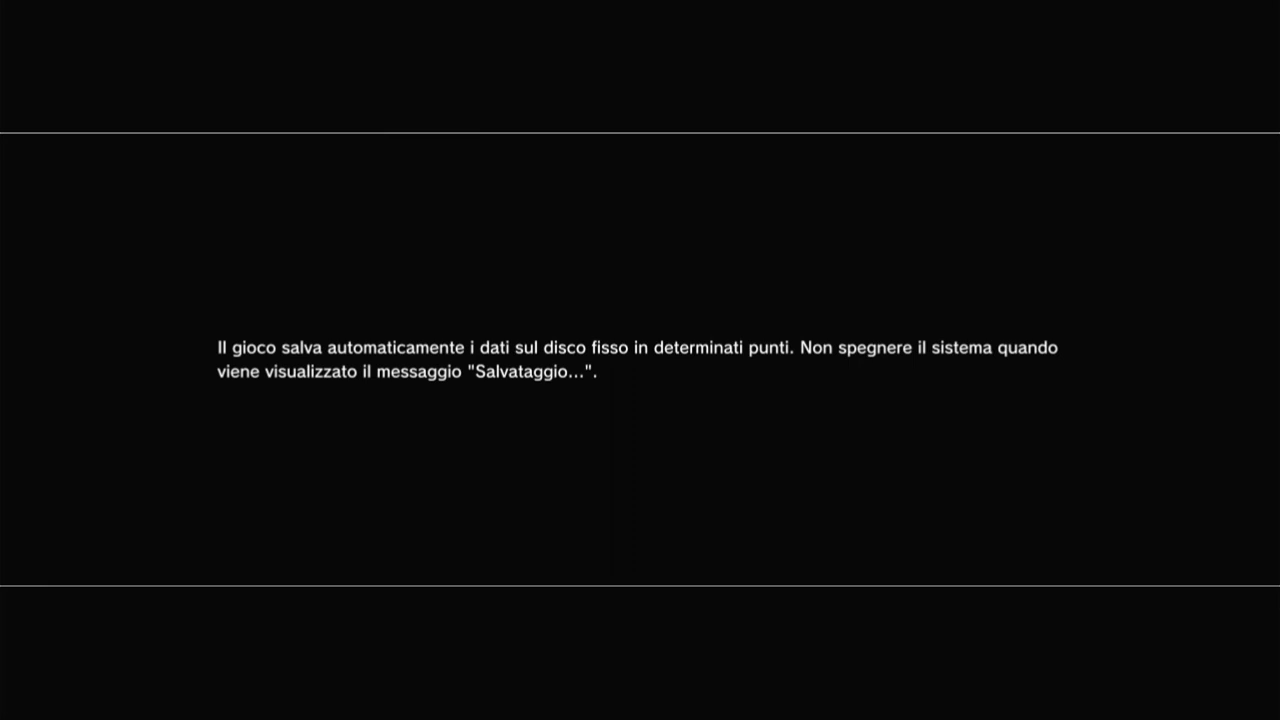 Il gioco salva automaticamente i dati sul disco fisso in determinati punti. Non spegnere il sistema quando
viene visualizzato il messaggio "Salvataggio...".